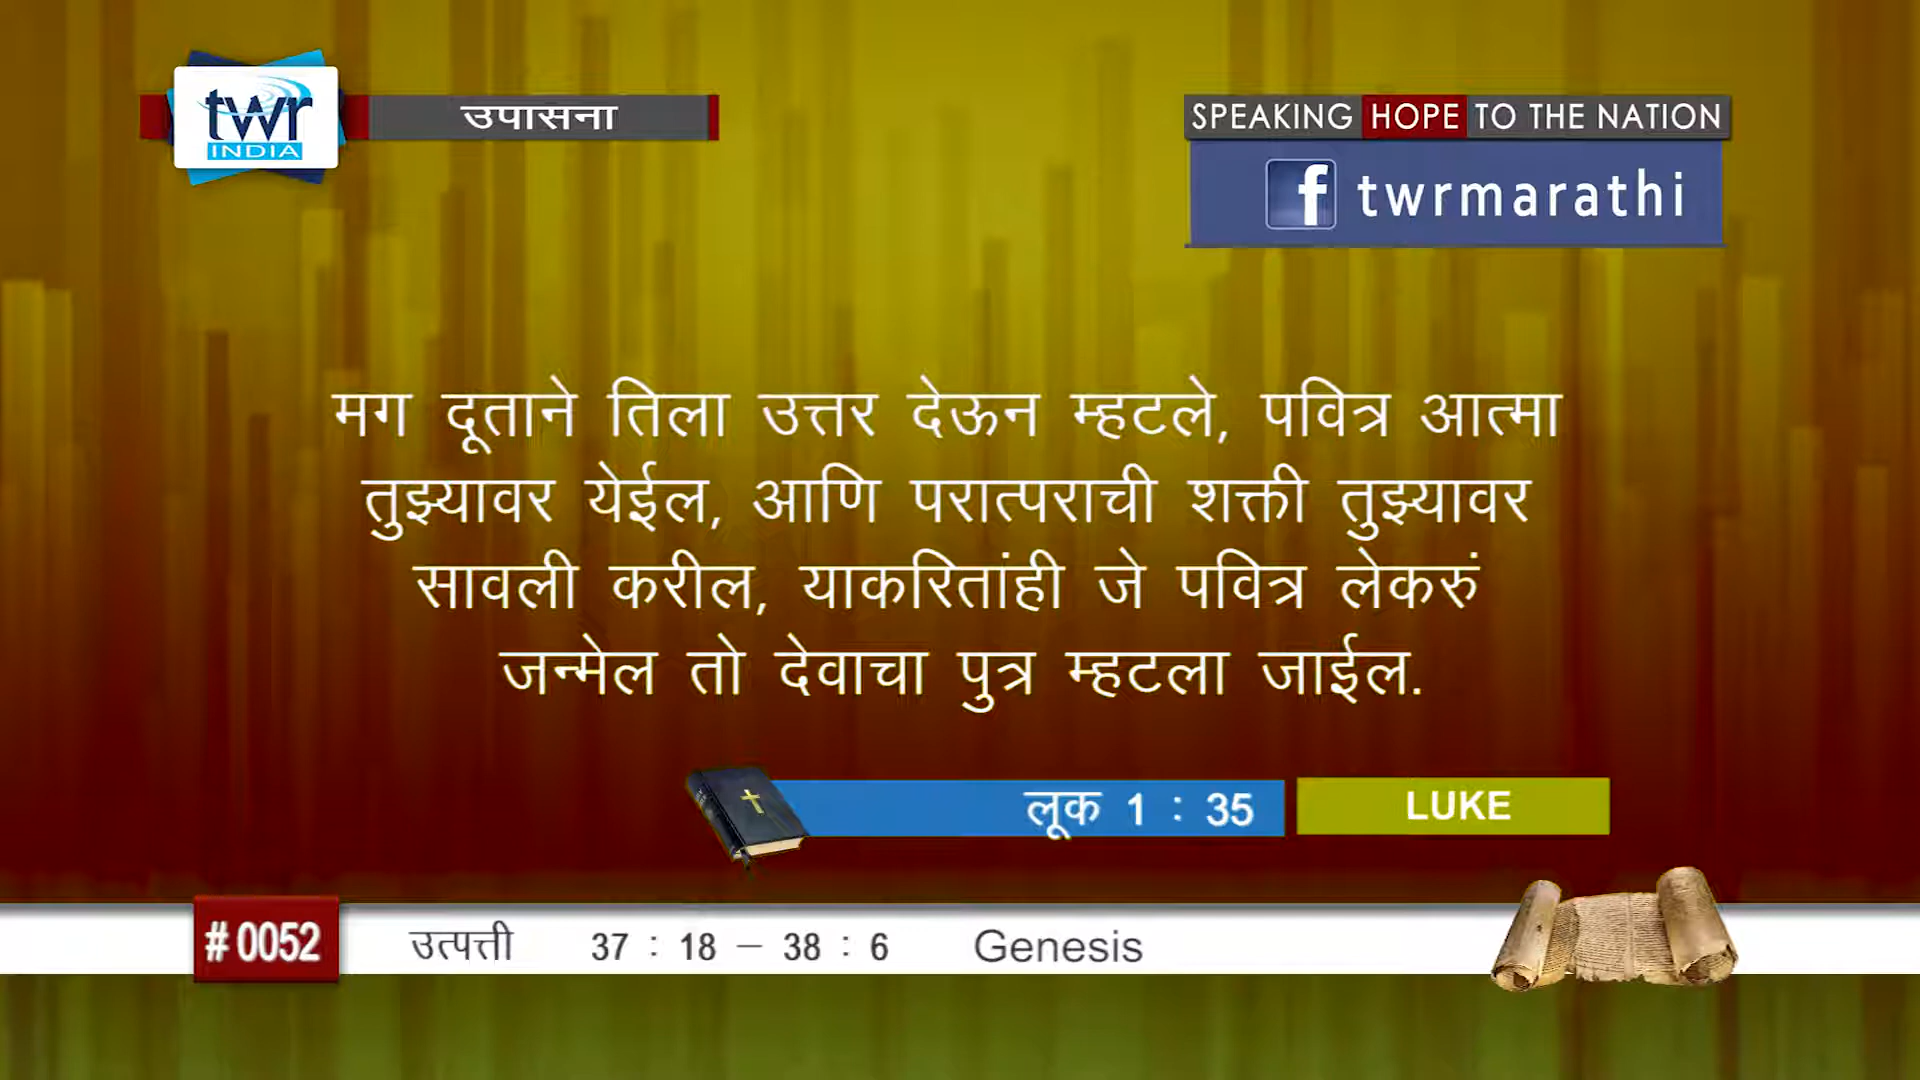 twr
INDIA
उपासना
SPEAKING HOPE TO THE NATION
f twrmarathi
मग दूताने तिला उत्तर देऊन म्हटले, पवित्र आत्मा
तुझ्यावर येईल, आणि परात्पराची शक्ती तुझ्यावर
सावली करील, याकरितांही जे पवित्र लेकरुं
जन्मेल तो देवाचा पुत्र म्हटला जाईल.
लूक 1 : 35 LUKE
# 0052 उत्पत्ती 37 : 18 – 38 : 6 Genesis